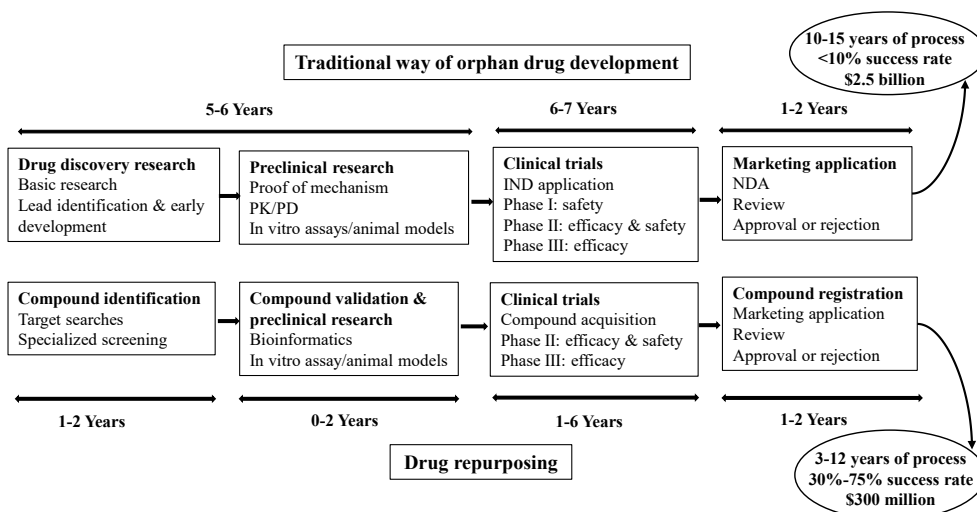 10-15 years of process
<10% success rate
$2.5 billion
Traditional way of orphan drug development
5-6 Years
6-7 Years
1-2 Years
Drug discovery research
Basic research
Lead identification & early
development
Preclinical research
Proof of mechanism
PK/PD
In vitro assays/animal models
Clinical trials
IND application
Phase I: safety
Phase II: efficacy & safety
Phase III: efficacy
Marketing application
NDA
Review
Approval or rejection
Compound identification
Target searches
Specialized screening
Compound validation &
preclinical research
Bioinformatics
In vitro assay/animal models
Clinical trials
Compound acquisition
Phase II: efficacy & safety
Phase III: efficacy
Compound registration
Marketing application
Review
Approval or rejection
1-2 Years
0-2 Years
1-6 Years
1-2 Years
Drug repurposing
3-12 years of process
30%-75% success rate
$300 million